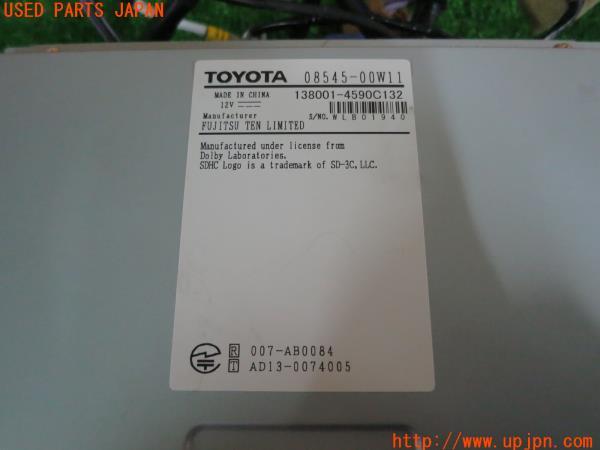 USED PARTS JAPAN
TOYOTA 08545-00W11
MADE IN CHINA 138001-4590C132
12V
Manufacturer S/NO. WLB01940
FUJITSU TEN LIMITED
Manufactured under license from
Dolby Laboratories.
SDHC Logo is a trademark of SD-3C, LLC.
R 007-AB0084
T AD13-0074005
http://www.upjpn.com